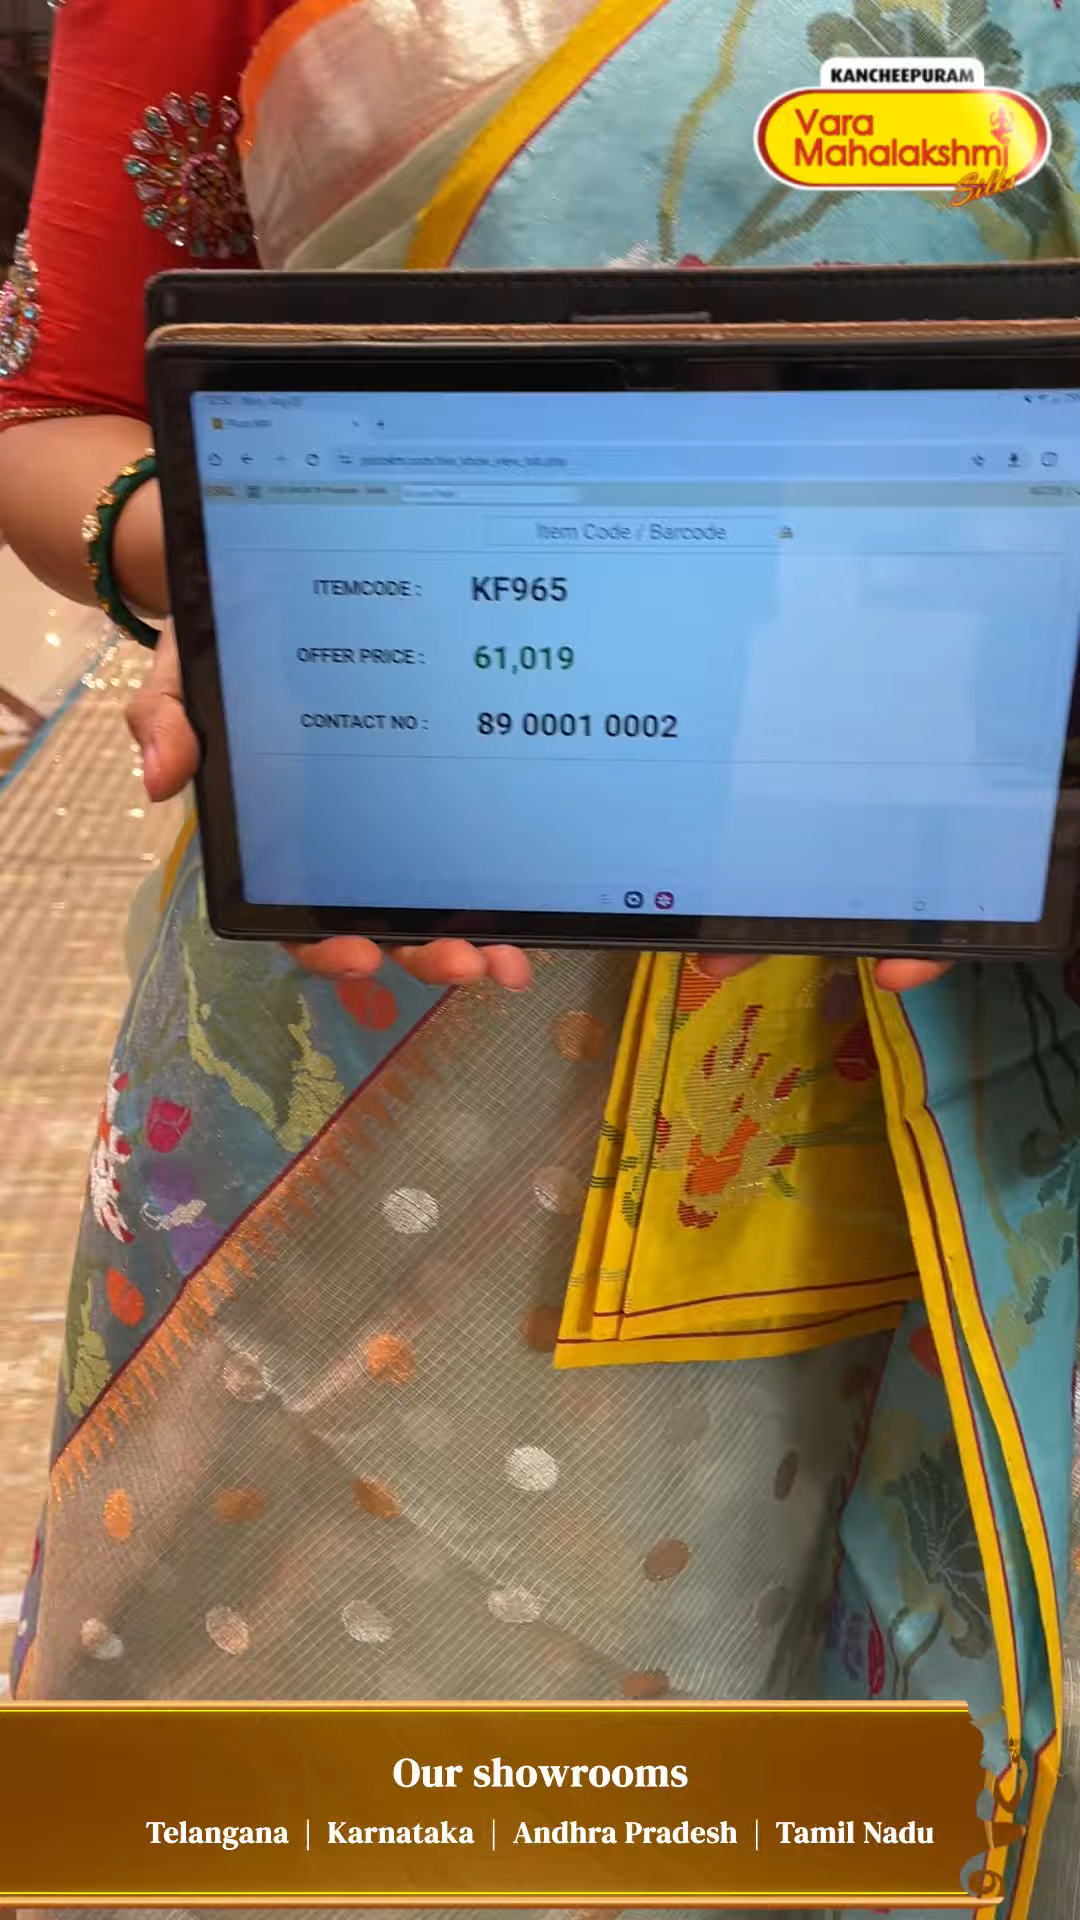 KANCHEEPURAM
Vara
Mahalakshmi
Silks
Item Code / Barcode
ITEMCODE : KF965
OFFER PRICE : 61,019
CONTACT NO : 89 0001 0002
Our showrooms
Telangana | Karnataka | Andhra Pradesh | Tamil Nadu